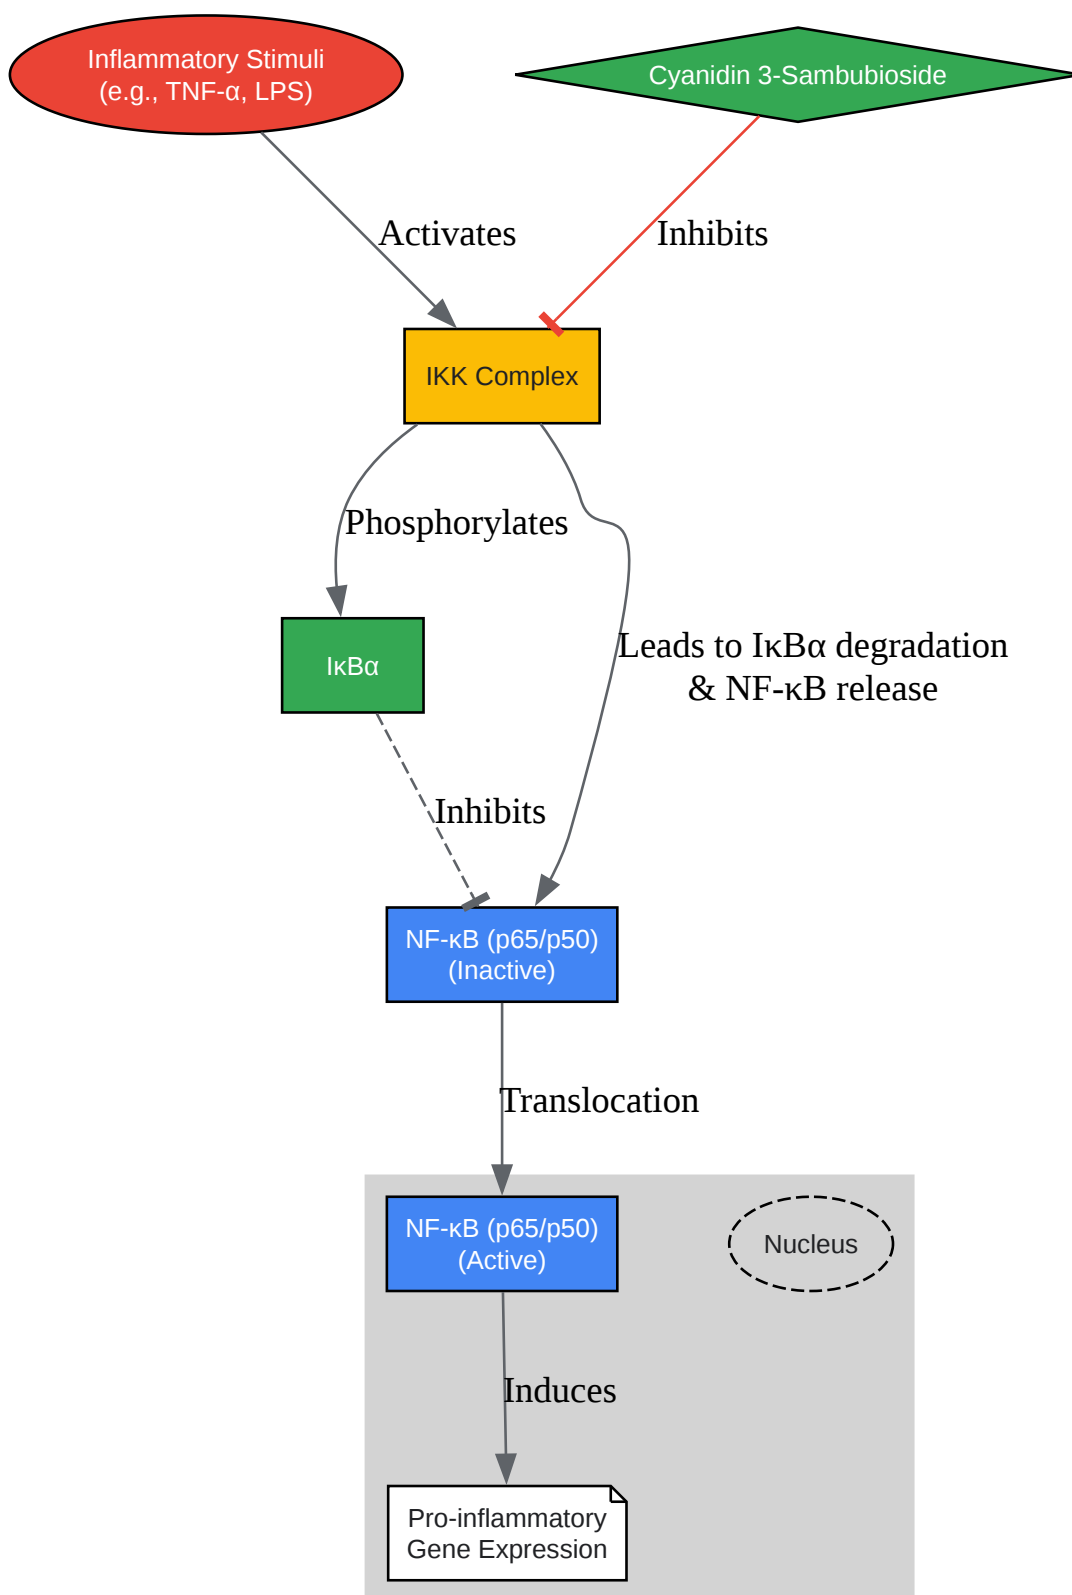 Inflammatory Stimuli
(e.g., TNF-α, LPS)
Cyanidin 3-Sambubioside
Activates
Inhibits
IKK Complex
Phosphorylates
Leads to IκBα degradation
& NF-κB release
IκBα
Inhibits
NF-κB (p65/p50)
(Inactive)
Translocation
NF-κB (p65/p50)
(Active)
Nucleus
Induces
Pro-inflammatory
Gene Expression